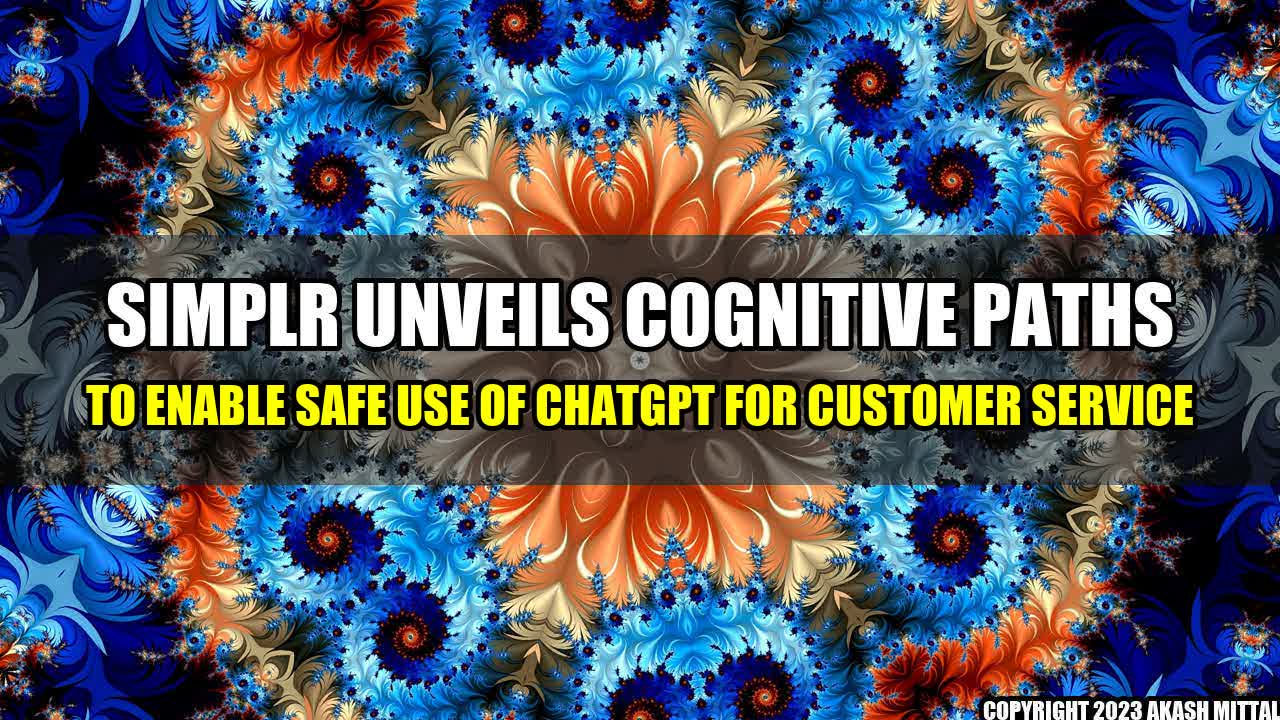 SIMPLR UNVEILS COGNITIVE PATHS
TO ENABLE SAFE USE OF CHATGPT FOR CUSTOMER SERVICE
COPYRIGHT 2023 AKASH MITTAL